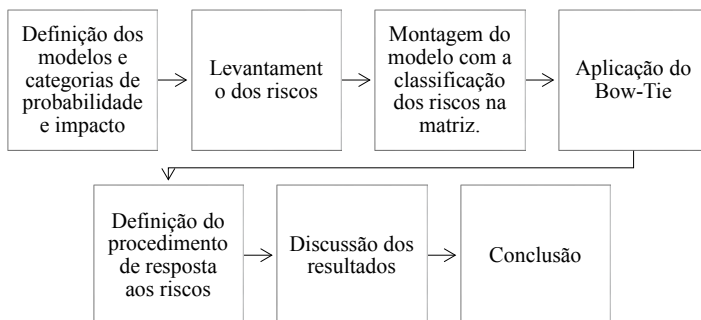 Definição dos
modelos e
categorias de
probabilidade
e impacto
Levantament
o dos riscos
Montagem do
modelo com a
classificação
dos riscos na
matriz.
Aplicação do
Bow-Tie
Definição do
procedimento
de resposta
aos riscos
Discussão dos
resultados
Conclusão